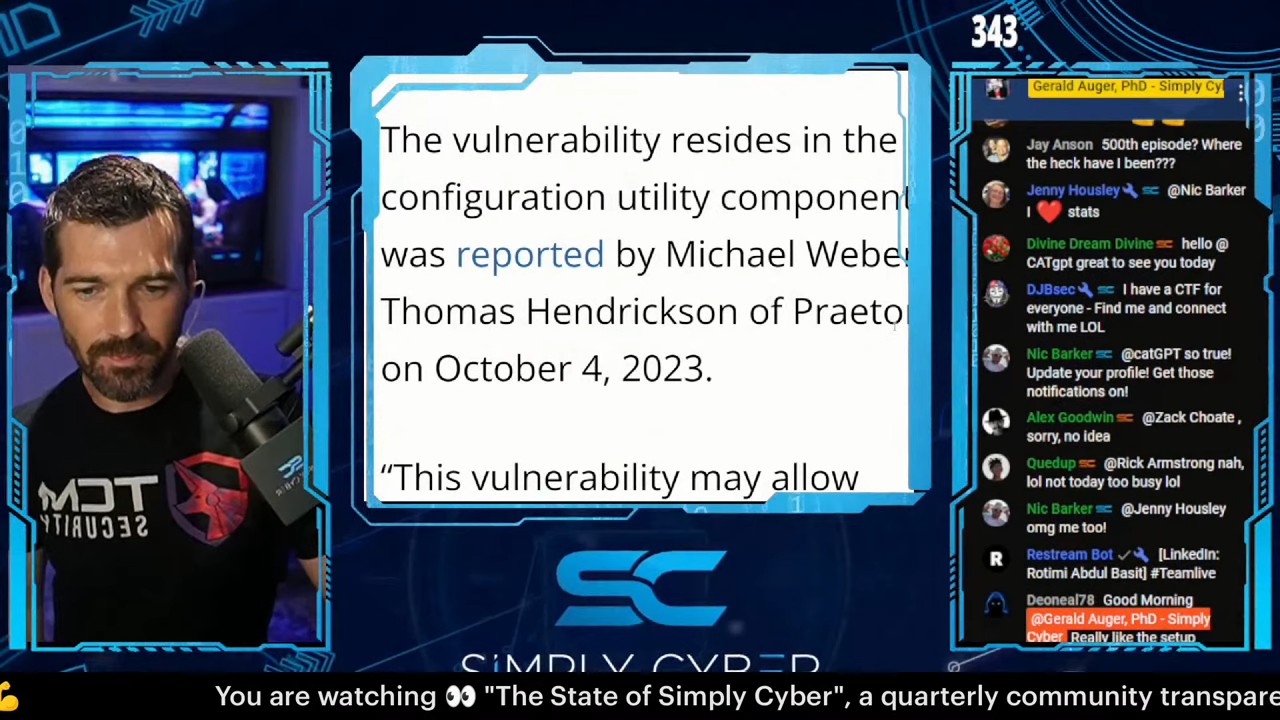 343
The vulnerability resides in the
configuration utility component
was reported by Michael Weber
Thomas Hendrickson of Praeto
on October 4, 2023.
“This vulnerability may allow
TCM
SECURITY
SC
SIMPLY CYBER
Gerald Auger, PhD - Simply Cy
Jay Anson 500th episode? Where
the heck have I been???
Jenny Housley @Nic Barker
I ❤️ stats
Divine Dream Divine hello @
CATgpt great to see you today
DJBsec I have a CTF for
everyone - Find me and connect
with me LOL
Nic Barker @catGPT so true!
Update your profile! Get those
notifications on!
Alex Goodwin @Zack Choate ,
sorry, no idea
Quedup @Rick Armstrong nah,
lol not today too busy lol
Nic Barker @Jenny Housley
omg me too!
R
Restream Bot [LinkedIn:
Rotimi Abdul Basit] #Teamlive
Deoneal78 Good Morning
@Gerald Auger, PhD - Simply
Cyber Really like the setup
💪 You are watching 👀 "The State of Simply Cyber", a quarterly community transpare